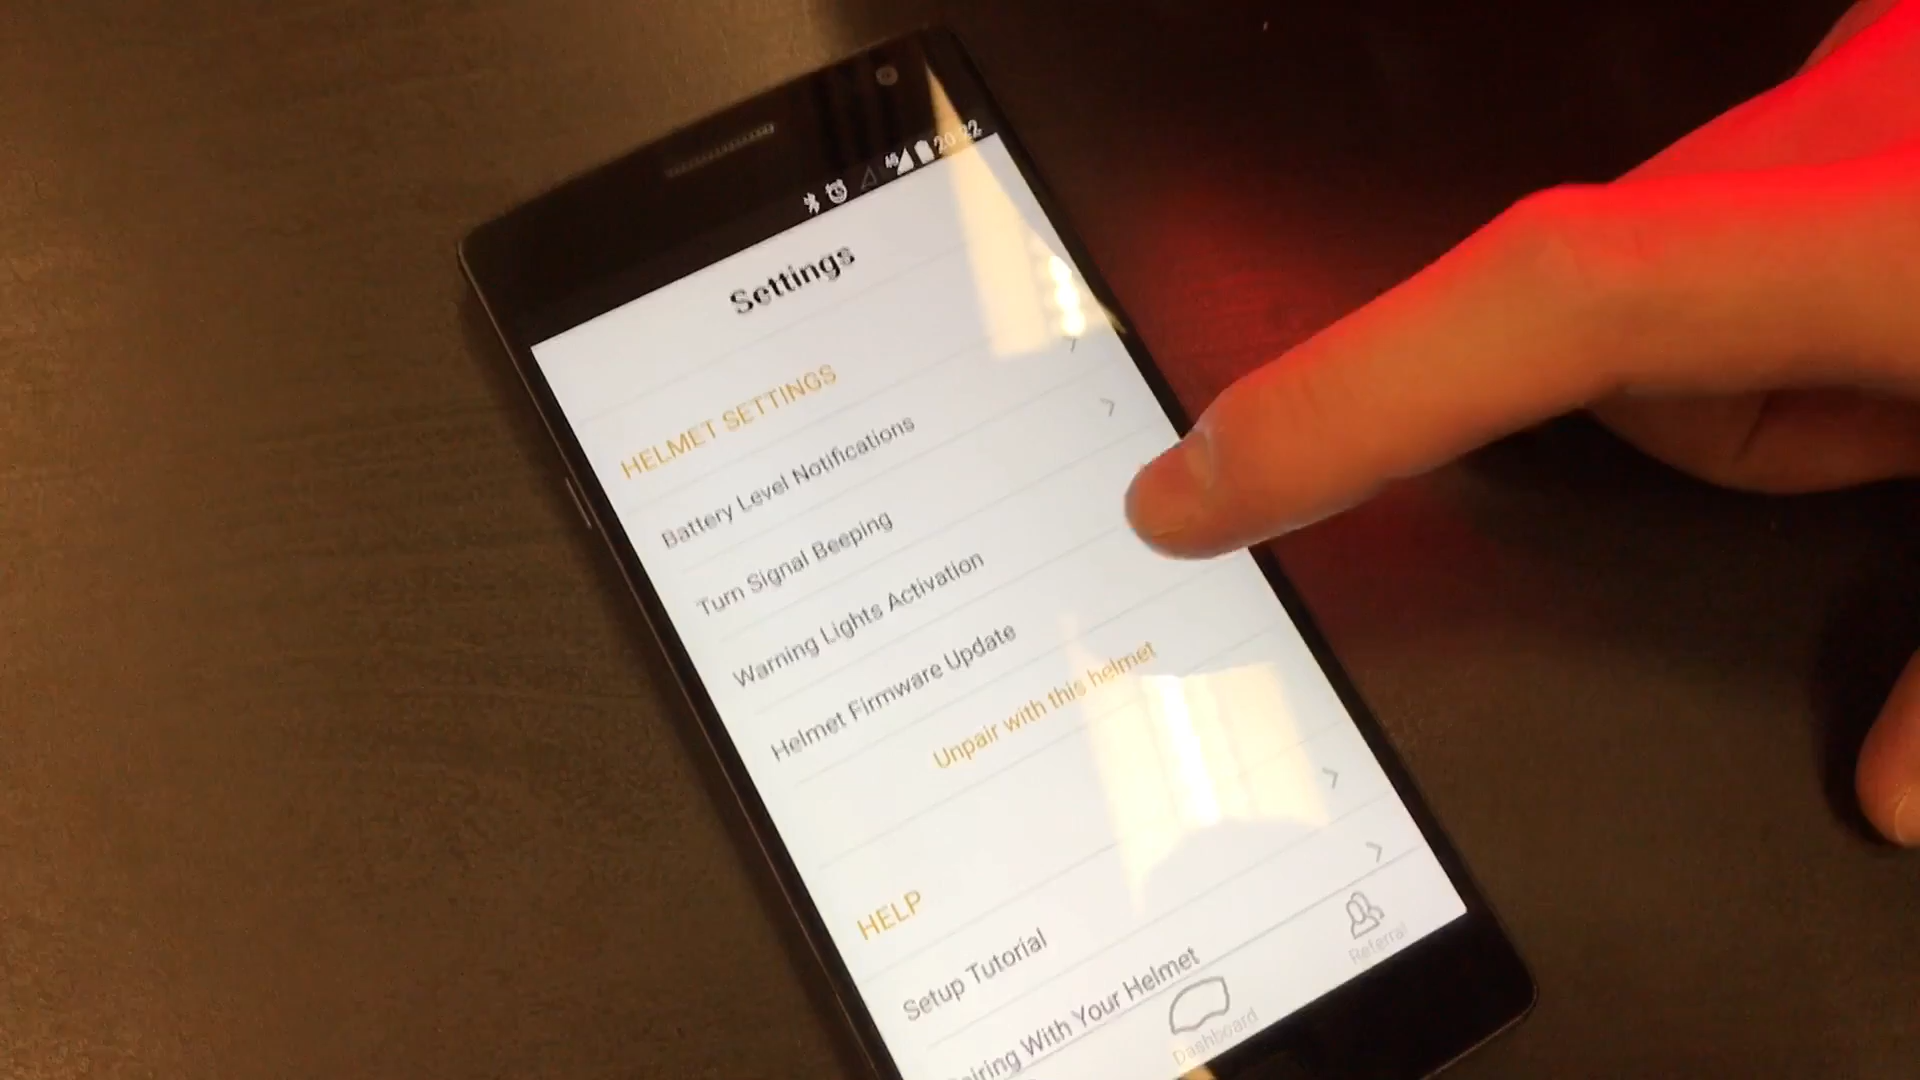 4G 20:22
Settings
HELMET SETTINGS
Battery Level Notifications
Turn Signal Beeping
Warning Lights Activation
Helmet Firmware Update
Unpair with this helmet
HELP
Setup Tutorial
With Your Helmet
Dashboard
Referral